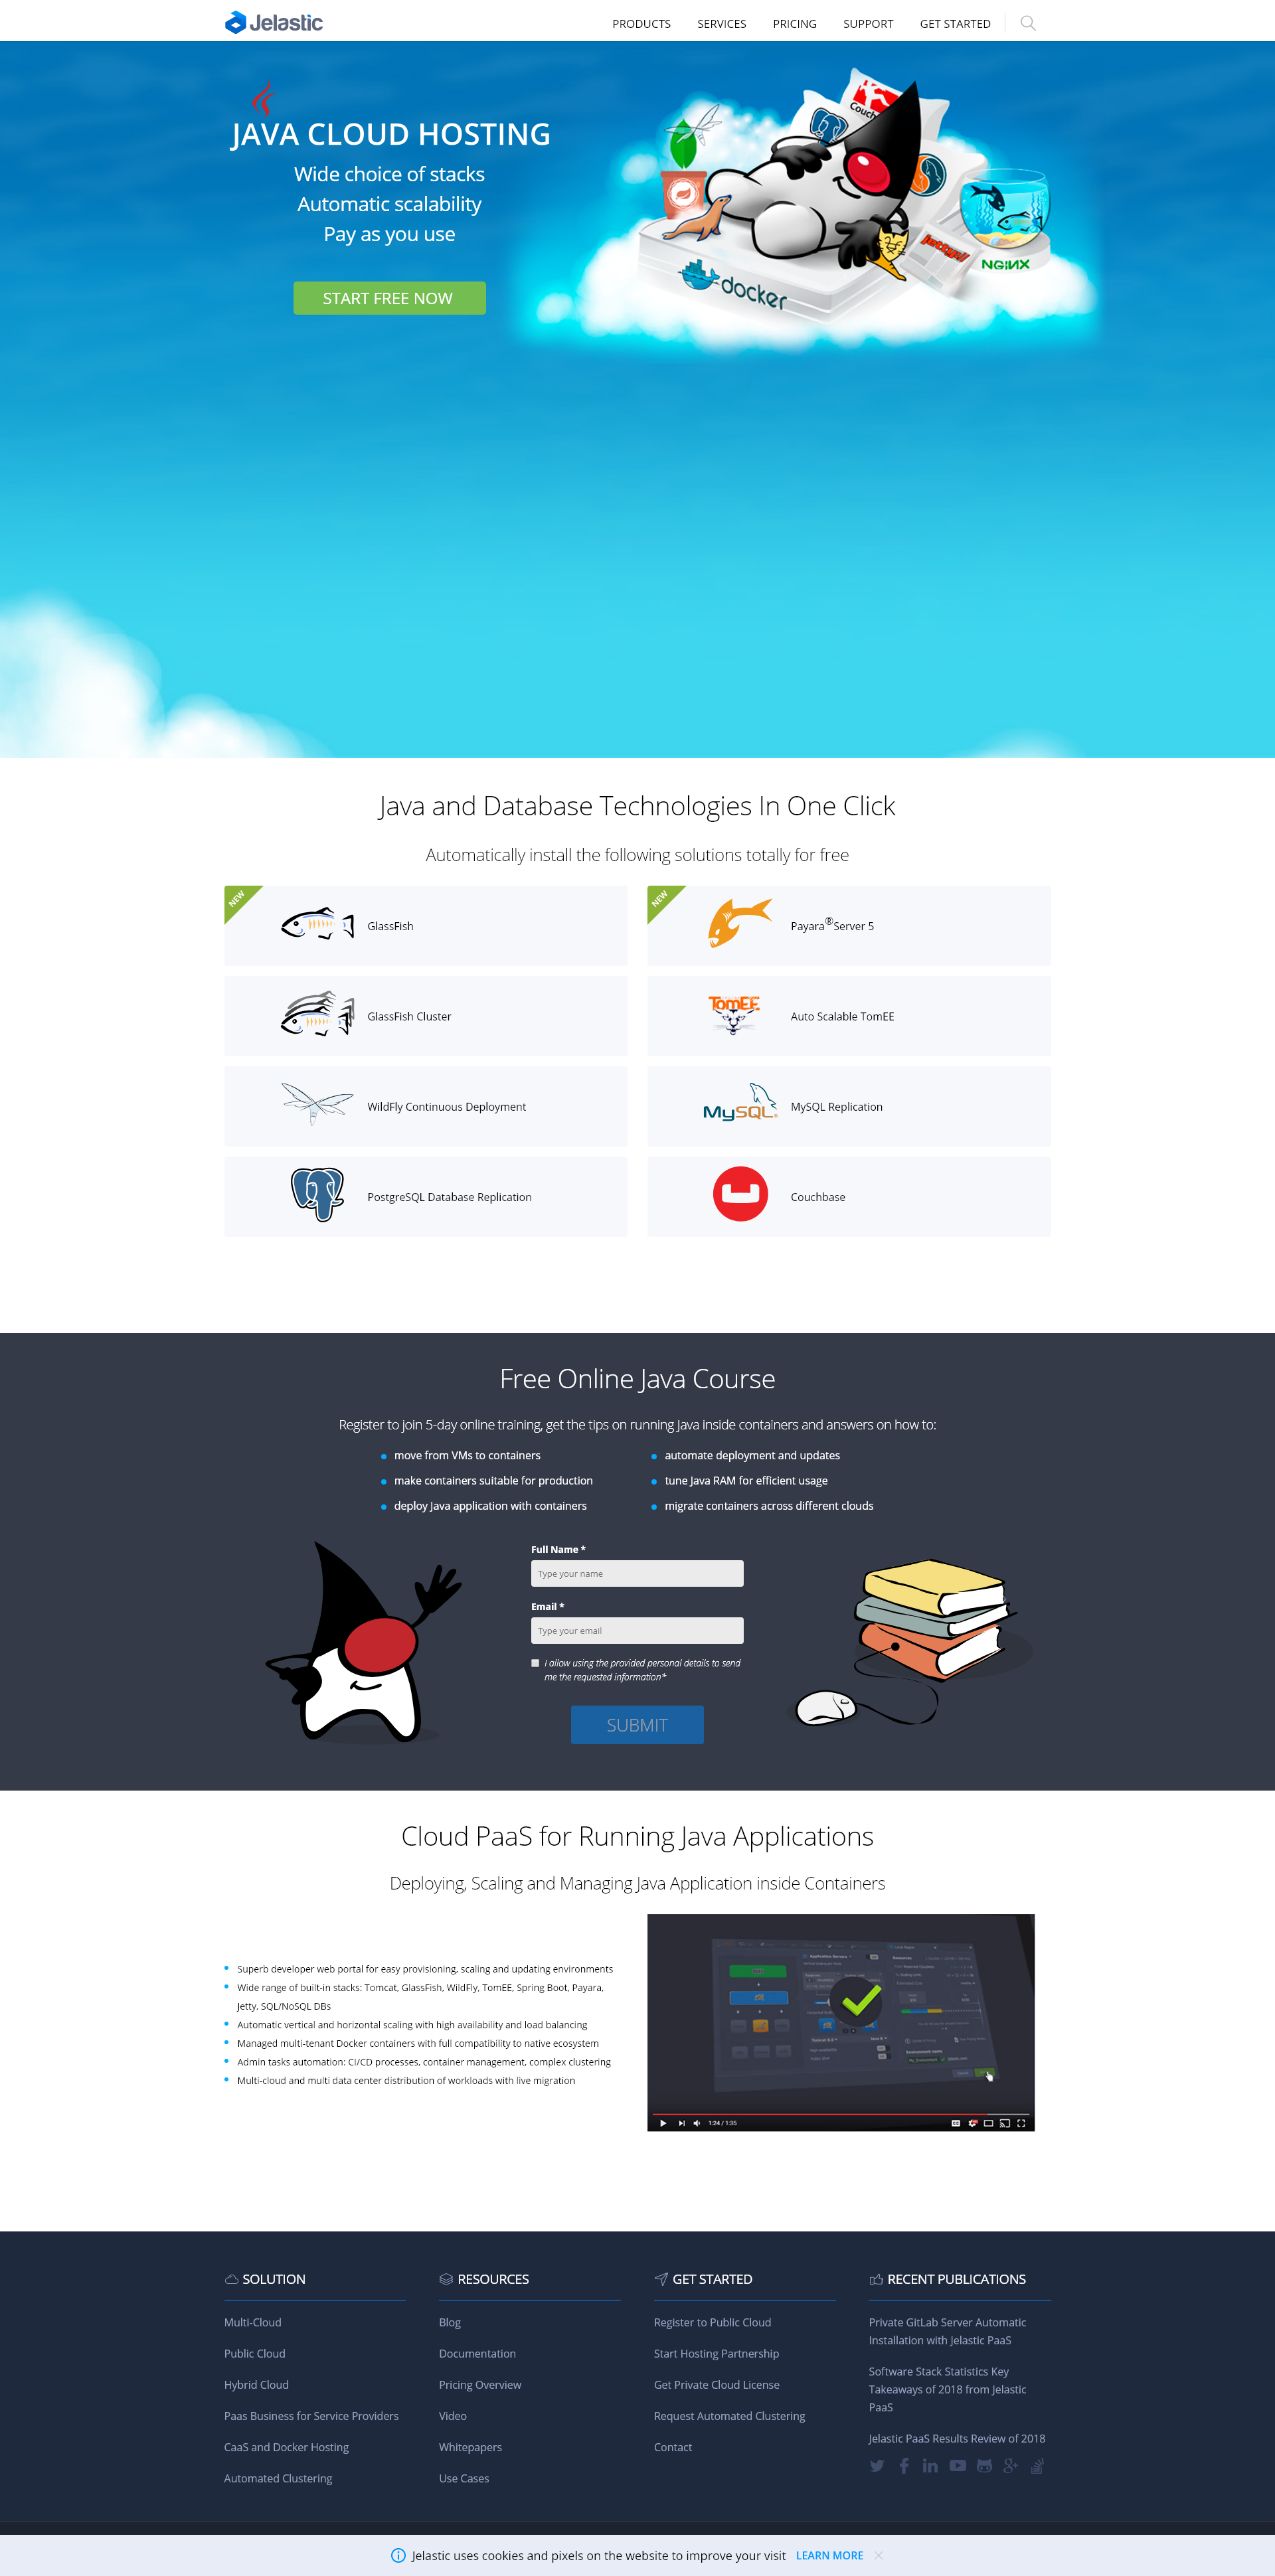 Jelastic
PRODUCTS SERVICES PRICING SUPPORT GET STARTED
JAVA CLOUD HOSTING
Wide choice of stacks
Automatic scalability
Pay as you use
START FREE NOW
Couch
docker
NGINX
Java and Database Technologies In One Click
Automatically install the following solutions totally for free
NEW
GlassFish
NEW
Payara® Server 5
GlassFish Cluster
TomEE
Auto Scalable TomEE
WildFly Continuous Deployment
MySQL
MySQL Replication
PostgreSQL Database Replication
Couchbase
Free Online Java Course
Register to join 5-day online training, get the tips on running Java inside containers and answers on how to:
move from VMs to containers
automate deployment and updates
make containers suitable for production
tune Java RAM for efficient usage
deploy Java application with containers
migrate containers across different clouds
Full Name *
Type your name
Email *
Type your email
I allow using the provided personal details to send
me the requested information*
SUBMIT
Cloud PaaS for Running Java Applications
Deploying, Scaling and Managing Java Application inside Containers
Superb developer web portal for easy provisioning, scaling and updating environments
Wide range of built-in stacks: Tomcat, GlassFish, WildFly, TomEE, Spring Boot, Payara,
Jetty, SQL/NoSQL DBs
Automatic vertical and horizontal scaling with high availability and load balancing
Managed multi-tenant Docker containers with full compatibility to native ecosystem
Admin tasks automation: CI/CD processes, container management, complex clustering
Multi-cloud and multi data center distribution of workloads with live migration
1:24 / 1:35
SOLUTION
Multi-Cloud
Public Cloud
Hybrid Cloud
Paas Business for Service Providers
CaaS and Docker Hosting
Automated Clustering
RESOURCES
Blog
Documentation
Pricing Overview
Video
Whitepapers
Use Cases
GET STARTED
Register to Public Cloud
Start Hosting Partnership
Get Private Cloud License
Request Automated Clustering
Contact
RECENT PUBLICATIONS
Private GitLab Server Automatic
Installation with Jelastic PaaS
Software Stack Statistics Key
Takeaways of 2018 from Jelastic
PaaS
Jelastic PaaS Results Review of 2018
Jelastic uses cookies and pixels on the website to improve your visit LEARN MORE